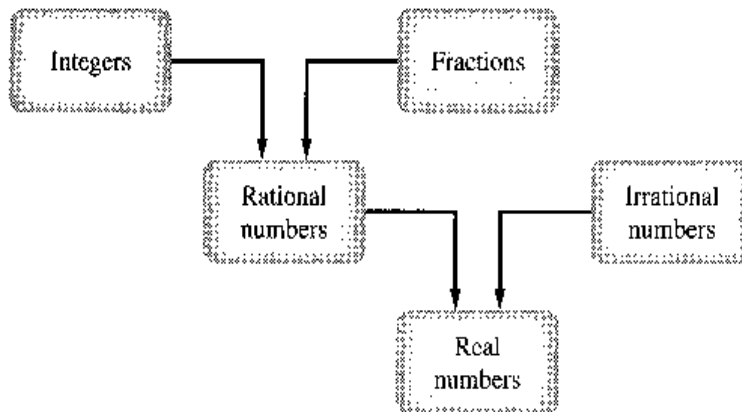 Integers
Fractions
Rational
numbers
Irrational
numbers
Real
numbers